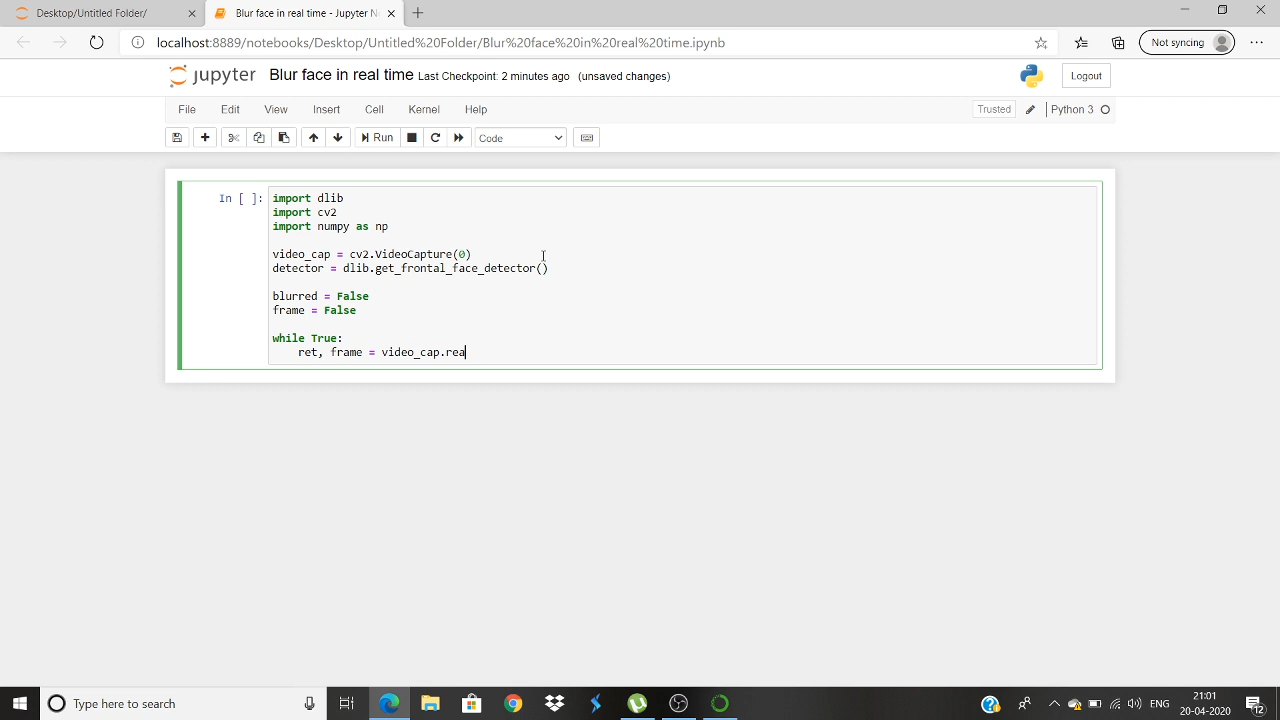 Desktop/Untitled Folder/
Blur face in real time - Jupyter N
localhost:8889/notebooks/Desktop/Untitled%20Folder/Blur%20face%20in%20real%20time.ipynb
Not syncing
jupyter Blur face in real time Last Checkpoint: 2 minutes ago (unsaved changes)
Logout
File Edit View Insert Cell Kernel Help
Trusted Python 3
Run Code
In [ ]:
import dlib
import cv2
import numpy as np
video_cap = cv2.VideoCapture(0)
detector = dlib.get_frontal_face_detector()
blurred = False
frame = False
while True:
    ret, frame = video_cap.rea
Type here to search
ENG
21:01
20-04-2020
2